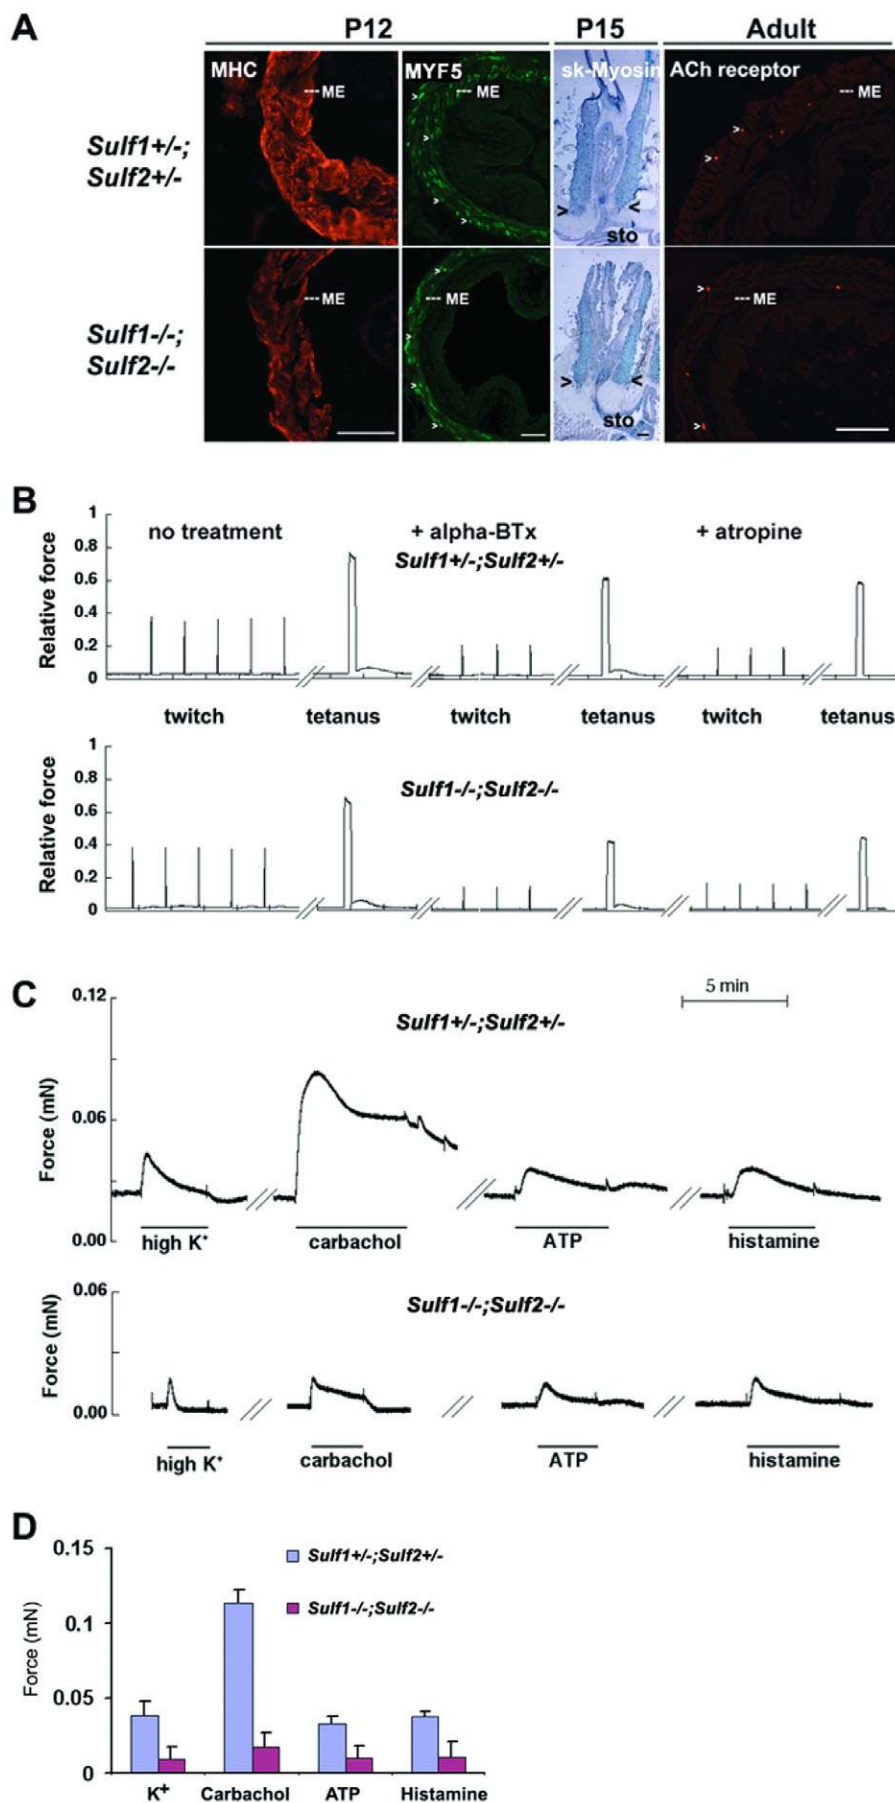 A
P12 P15 Adult
MHC MYF5 sk-Myosin ACh receptor
---ME ---ME ---ME
Sulf1+/-;
Sulf2+/-
> <
sto
---ME ---ME ---ME
Sulf1-/-;
Sulf2-/-
> <
sto
B
no treatment + alpha-BTx + atropine
Sulf1+/-;Sulf2+/-
Relative force
1
0.8
0.6
0.4
0.2
0
twitch tetanus twitch tetanus twitch tetanus
Sulf1-/-;Sulf2-/-
Relative force
1
0.8
0.6
0.4
0.2
0
C
5 min
Sulf1+/-;Sulf2+/-
Force (mN)
0.12
0.06
0.00
high K⁺ carbachol ATP histamine
Sulf1-/-;Sulf2-/-
Force (mN)
0.06
0.00
high K⁺ carbachol ATP histamine
D
Force (mN)
0.15
0.1
0.05
0
Sulf1+/-;Sulf2+/-
Sulf1-/-;Sulf2-/-
K⁺ Carbachol ATP Histamine